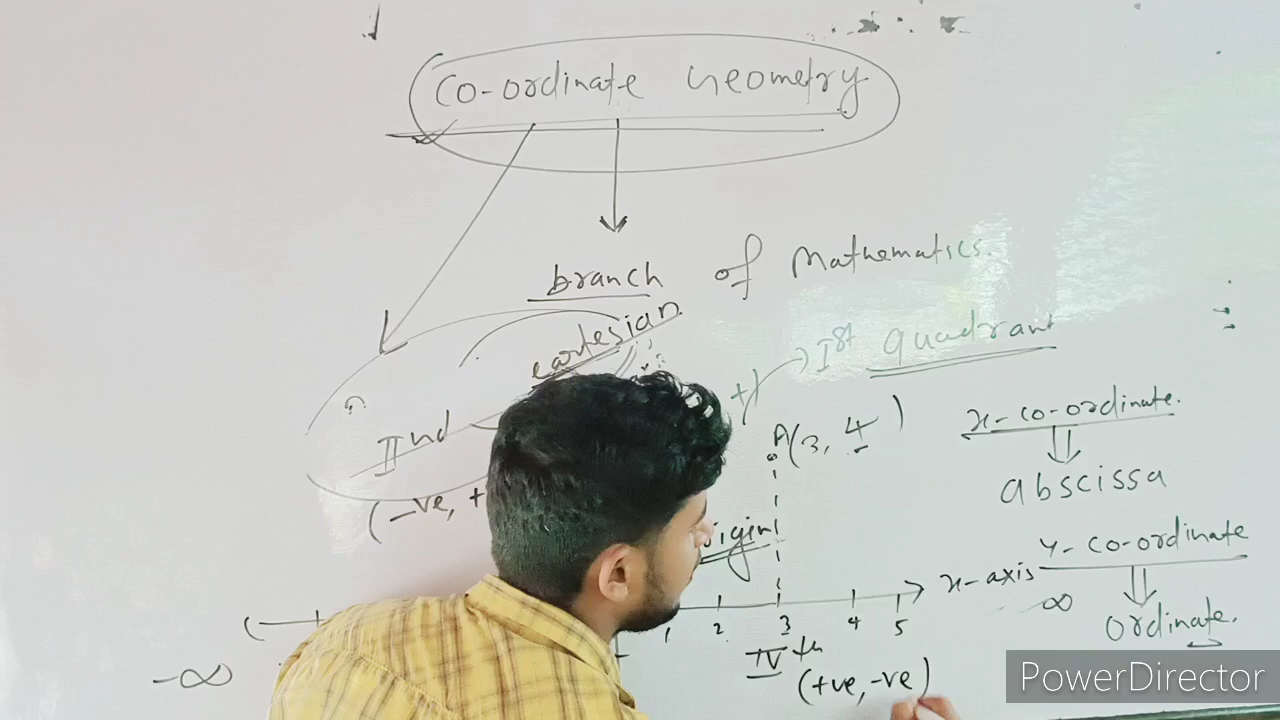 Co-ordinate Geometry
branch of Mathematics.
cartesian
Ist quadrant
IInd
(-ve, +
+)
A(3, 4)
x-co-ordinate.
abscissa
y-co-ordinate
ordinate.
x-axis
∞
1 2 3 4 5
-∞
IVth
(+ve, -ve)
PowerDirector